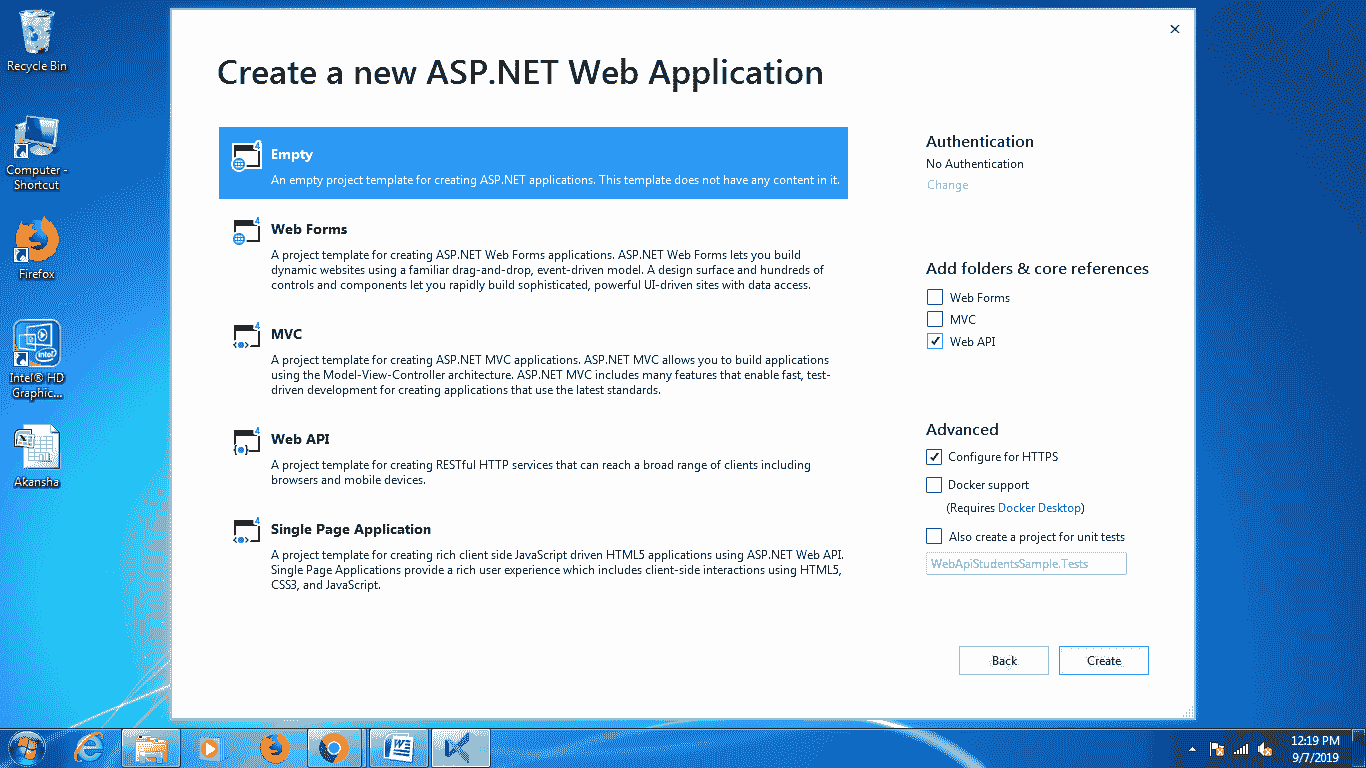 Recycle Bin
Computer -
Shortcut
Firefox
Intel® HD
Graphic...
Akansha
Create a new ASP.NET Web Application
Empty
An empty project template for creating ASP.NET applications. This template does not have any content in it.
Web Forms
A project template for creating ASP.NET Web Forms applications. ASP.NET Web Forms lets you build
dynamic websites using a familiar drag-and-drop, event-driven model. A design surface and hundreds of
controls and components let you rapidly build sophisticated, powerful UI-driven sites with data access.
MVC
A project template for creating ASP.NET MVC applications. ASP.NET MVC allows you to build applications
using the Model-View-Controller architecture. ASP.NET MVC includes many features that enable fast, test-
driven development for creating applications that use the latest standards.
Web API
A project template for creating RESTful HTTP services that can reach a broad range of clients including
browsers and mobile devices.
Single Page Application
A project template for creating rich client side JavaScript driven HTML5 applications using ASP.NET Web API.
Single Page Applications provide a rich user experience which includes client-side interactions using HTML5,
CSS3, and JavaScript.
Authentication
No Authentication
Change
Add folders & core references
Web Forms
MVC
Web API
Advanced
Configure for HTTPS
Docker support
(Requires Docker Desktop)
Also create a project for unit tests
WebApiStudentsSample.Tests
Back
Create
12:19 PM
9/7/2019